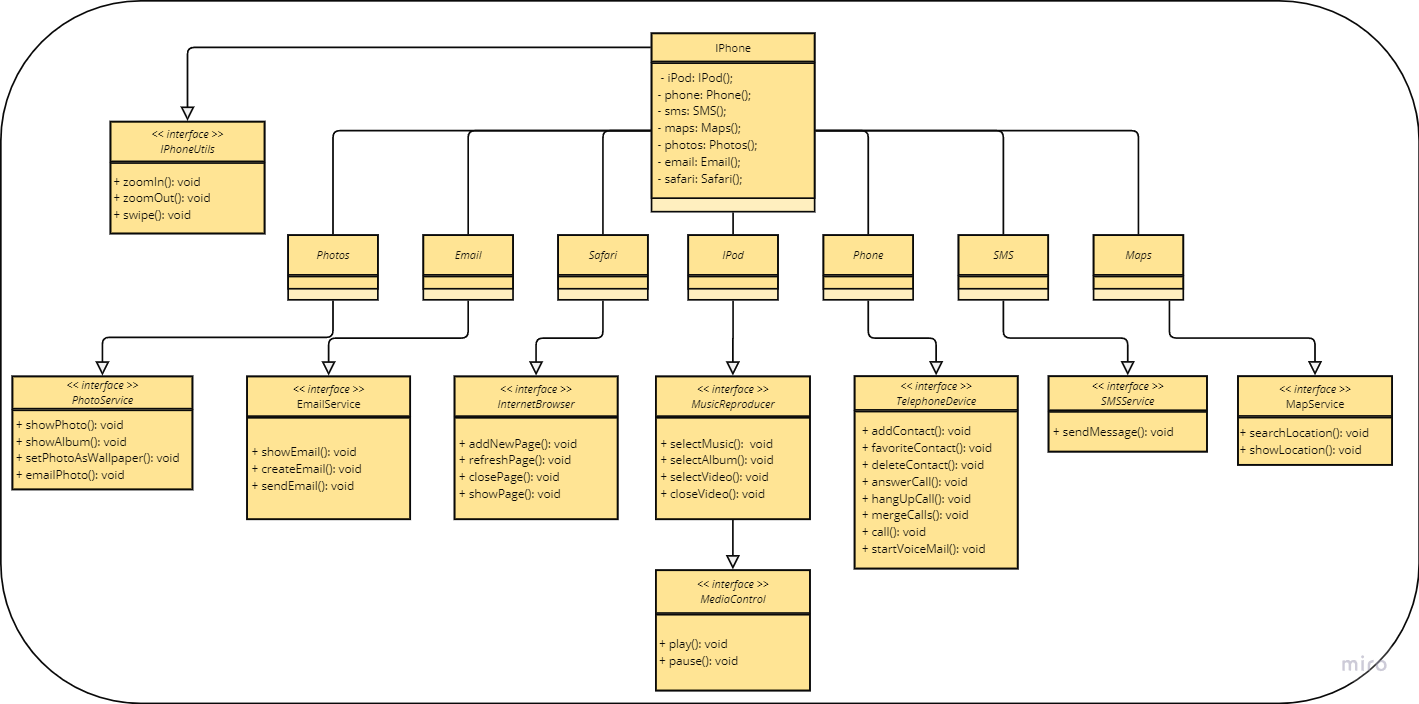 IPhone
- iPod: IPod();
- phone: Phone();
- sms: SMS();
- maps: Maps();
- photos: Photos();
- email: Email();
- safari: Safari();
<< interface >>
IPhoneUtils
+ zoomIn(): void
+ zoomOut(): void
+ swipe(): void
Photos
Email
Safari
IPod
Phone
SMS
Maps
<< interface >>
PhotoService
+ showPhoto(): void
+ showAlbum(): void
+ setPhotoAsWallpaper(): void
+ emailPhoto(): void
<< interface >>
EmailService
+ showEmail(): void
+ createEmail(): void
+ sendEmail(): void
<< interface >>
InternetBrowser
+ addNewPage(): void
+ refreshPage(): void
+ closePage(): void
+ showPage(): void
<< interface >>
MusicReproducer
+ selectMusic():  void
+ selectAlbum(): void
+ selectVideo(): void
+ closeVideo(): void
<< interface >>
TelephoneDevice
+ addContact(): void
+ favoriteContact(): void
+ deleteContact(): void
+ answerCall(): void
+ hangUpCall(): void
+ mergeCalls(): void
+ call(): void
+ startVoiceMail(): void
<< interface >>
SMSService
+ sendMessage(): void
<< interface >>
MapService
+ searchLocation(): void
+ showLocation(): void
<< interface >>
MediaControl
+ play(): void
+ pause(): void
miro